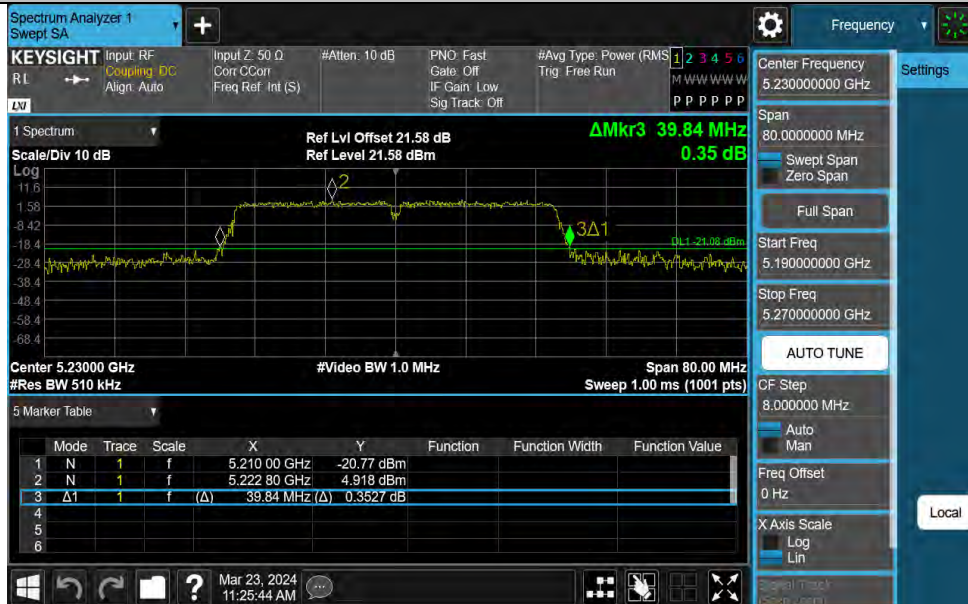 Spectrum Analyzer 1
Swept SA
+
Frequency
KEYSIGHT Input: RF Input Z: 50 Ω #Atten: 10 dB PNO: Fast #Avg Type: Power (RMS 1 2 3 4 5 6
RL Coupling: DC Corr CCorr Gate: Off Trig: Free Run M W W W W W
Align: Auto Freq Ref: Int (S) IF Gain: Low
LXI Sig Track: Off P P P P P P
Center Frequency
5.230000000 GHz
Settings
1 Spectrum
Ref Lvl Offset 21.58 dB
ΔMkr3 39.84 MHz
Scale/Div 10 dB
Ref Level 21.58 dBm
0.35 dB
Log
11.6
1.58
-8.42
-18.4
-28.4
-38.4
-48.4
-58.4
-68.4
2
3Δ1
DL1 -21.08 dBm
Center 5.23000 GHz #Video BW 1.0 MHz Span 80.00 MHz
#Res BW 510 kHz Sweep 1.00 ms (1001 pts)
Span
80.0000000 MHz
Swept Span
Zero Span
Full Span
Start Freq
5.190000000 GHz
Stop Freq
5.270000000 GHz
AUTO TUNE
CF Step
8.000000 MHz
Auto
Man
Freq Offset
0 Hz
X Axis Scale
Log
Lin
Local
5 Marker Table
Mode Trace Scale X Y Function Function Width Function Value
1 N 1 f 5.210 00 GHz -20.77 dBm
2 N 1 f 5.222 80 GHz 4.918 dBm
3 Δ1 1 f (Δ) 39.84 MHz (Δ) 0.3527 dB
4
5
6
?
Mar 23, 2024
11:25:44 AM